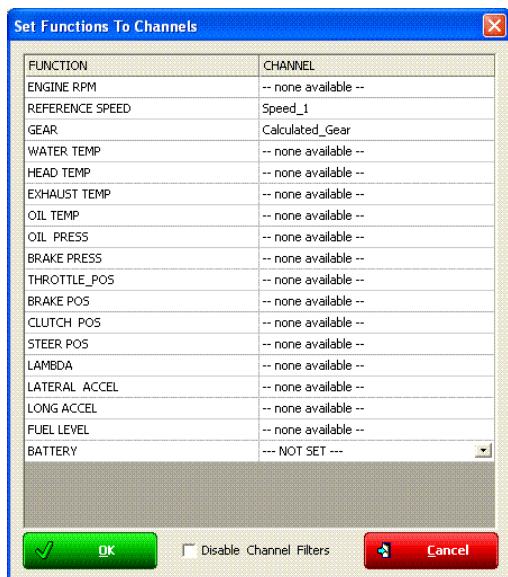 Set Functions To Channels
FUNCTION CHANNEL
ENGINE RPM -- none available --
REFERENCE SPEED Speed_1
GEAR Calculated_Gear
WATER TEMP -- none available --
HEAD TEMP -- none available --
EXHAUST TEMP -- none available --
OIL TEMP -- none available --
OIL PRESS -- none available --
BRAKE PRESS -- none available --
THROTTLE_POS -- none available --
BRAKE POS -- none available --
CLUTCH POS -- none available --
STEER POS -- none available --
LAMBDA -- none available --
LATERAL ACCEL -- none available --
LONG ACCEL -- none available --
FUEL LEVEL -- none available --
BATTERY --- NOT SET ---
OK Disable Channel Filters Cancel